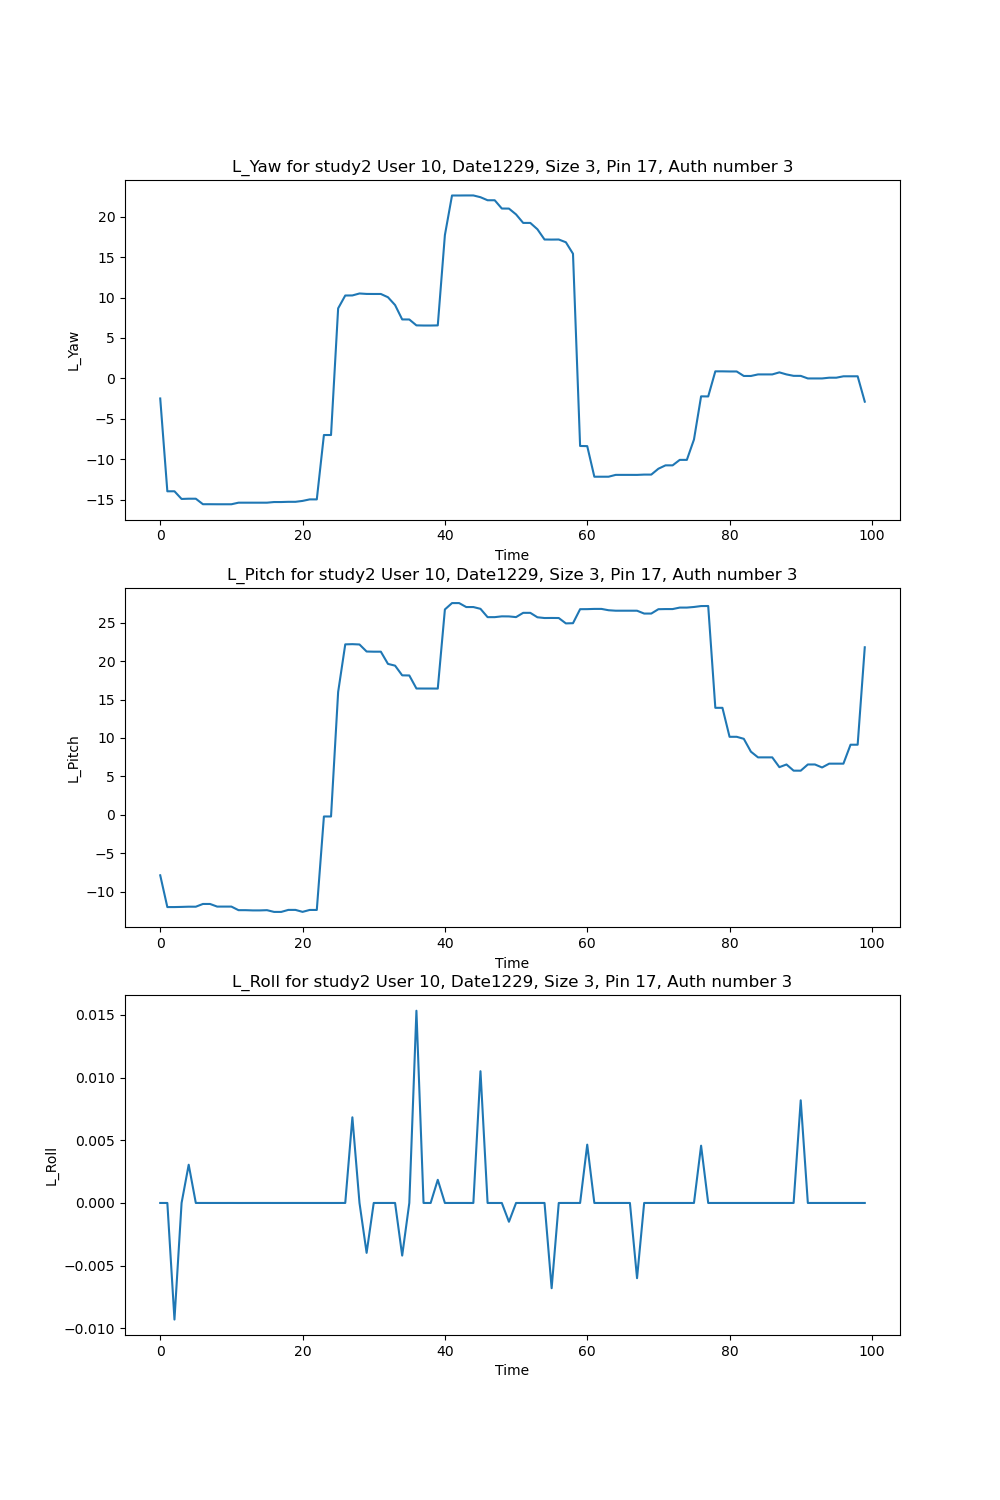 L_Yaw for study2 User 10, Date1229, Size 3, Pin 17, Auth number 3
20
15
10
5
0
−5
−10
−15
L_Yaw
0 20 40 60 80 100
Time
L_Pitch for study2 User 10, Date1229, Size 3, Pin 17, Auth number 3
25
20
15
10
5
0
−5
−10
L_Pitch
0 20 40 60 80 100
Time
L_Roll for study2 User 10, Date1229, Size 3, Pin 17, Auth number 3
0.015
0.010
0.005
0.000
−0.005
−0.010
L_Roll
0 20 40 60 80 100
Time